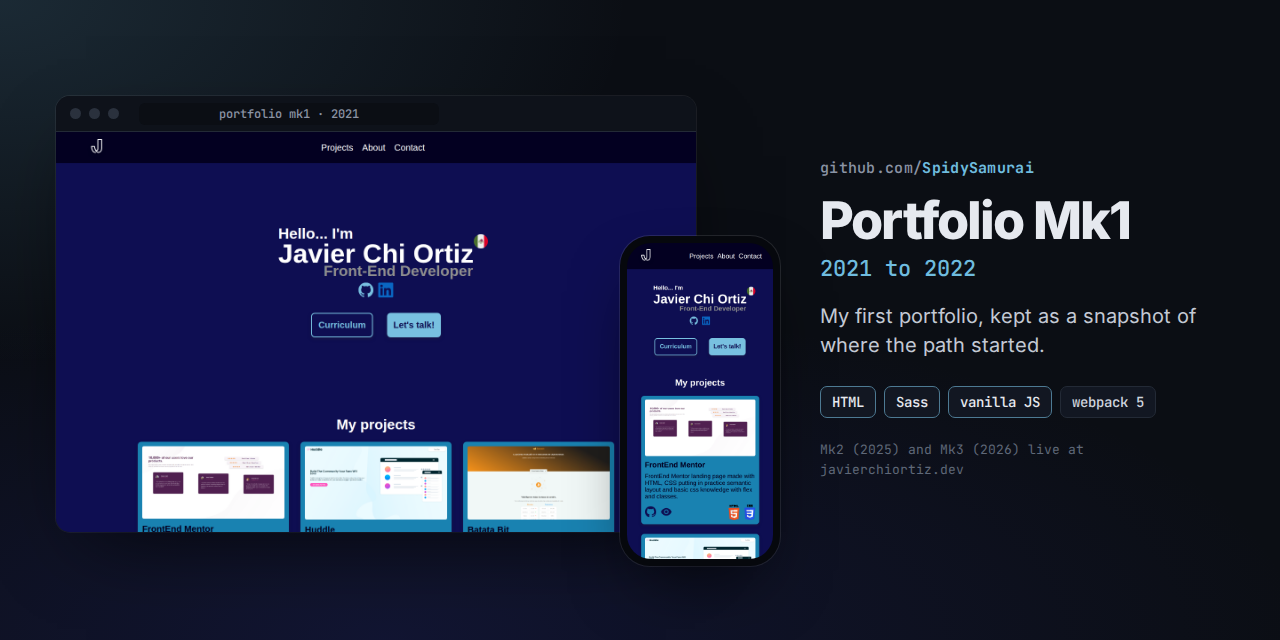 portfolio mk1 · 2021
Projects About Contact
Hello... I'm
Javier Chi Ortiz
Front-End Developer
Curriculum
Let's talk!
My projects
FrontEnd Mentor
Huddle
Batata Bit
Projects About Contact
Hello... I'm
Javier Chi Ortiz
Front-End Developer
Curriculum
Let's talk!
My projects
FrontEnd Mentor
FrontEnd Mentor landing page made with
HTML, CSS putting in practice semantic
layout and basic css knowledge with flex
and classes.
github.com/SpidySamurai
Portfolio Mk1
2021 to 2022
My first portfolio, kept as a snapshot of
where the path started.
HTML
Sass
vanilla JS
webpack 5
Mk2 (2025) and Mk3 (2026) live at
javierchiortiz.dev